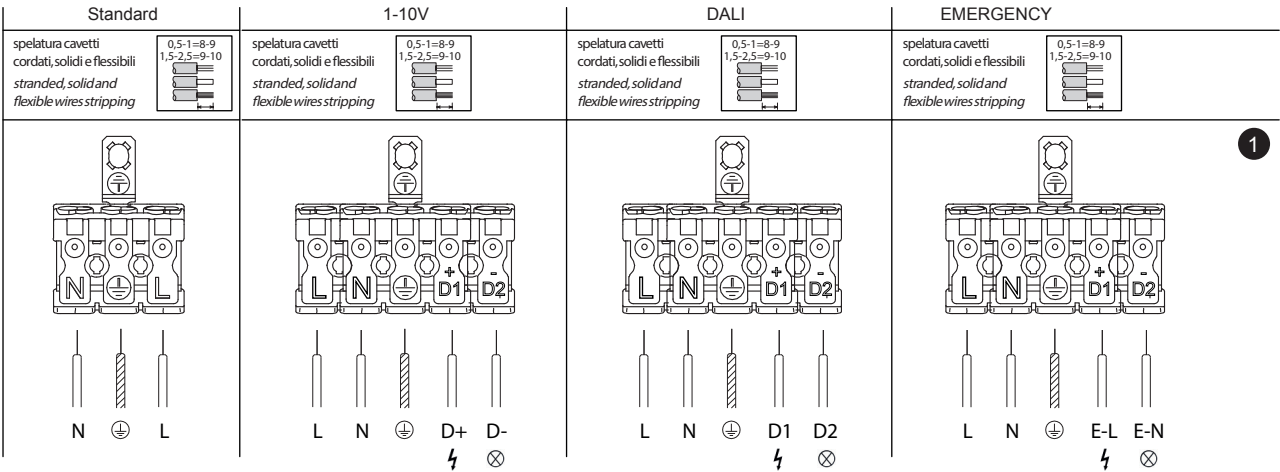 Standard
1-10V
DALI
EMERGENCY
spelatura cavetti
cordati, solidi e flessibili
stranded, solid and
flexible wires stripping
0,5-1=8-9
1,5-2,5=9-10
spelatura cavetti
cordati, solidi e flessibili
stranded, solid and
flexible wires stripping
0,5-1=8-9
1,5-2,5=9-10
spelatura cavetti
cordati, solidi e flessibili
stranded, solid and
flexible wires stripping
0,5-1=8-9
1,5-2,5=9-10
spelatura cavetti
cordati, solidi e flessibili
stranded, solid and
flexible wires stripping
0,5-1=8-9
1,5-2,5=9-10
1
N L
L N + D1 - D2
L N + D1 - D2
L N + D1 - D2
N L
L N D+ D-
L N D1 D2
L N E-L E-N